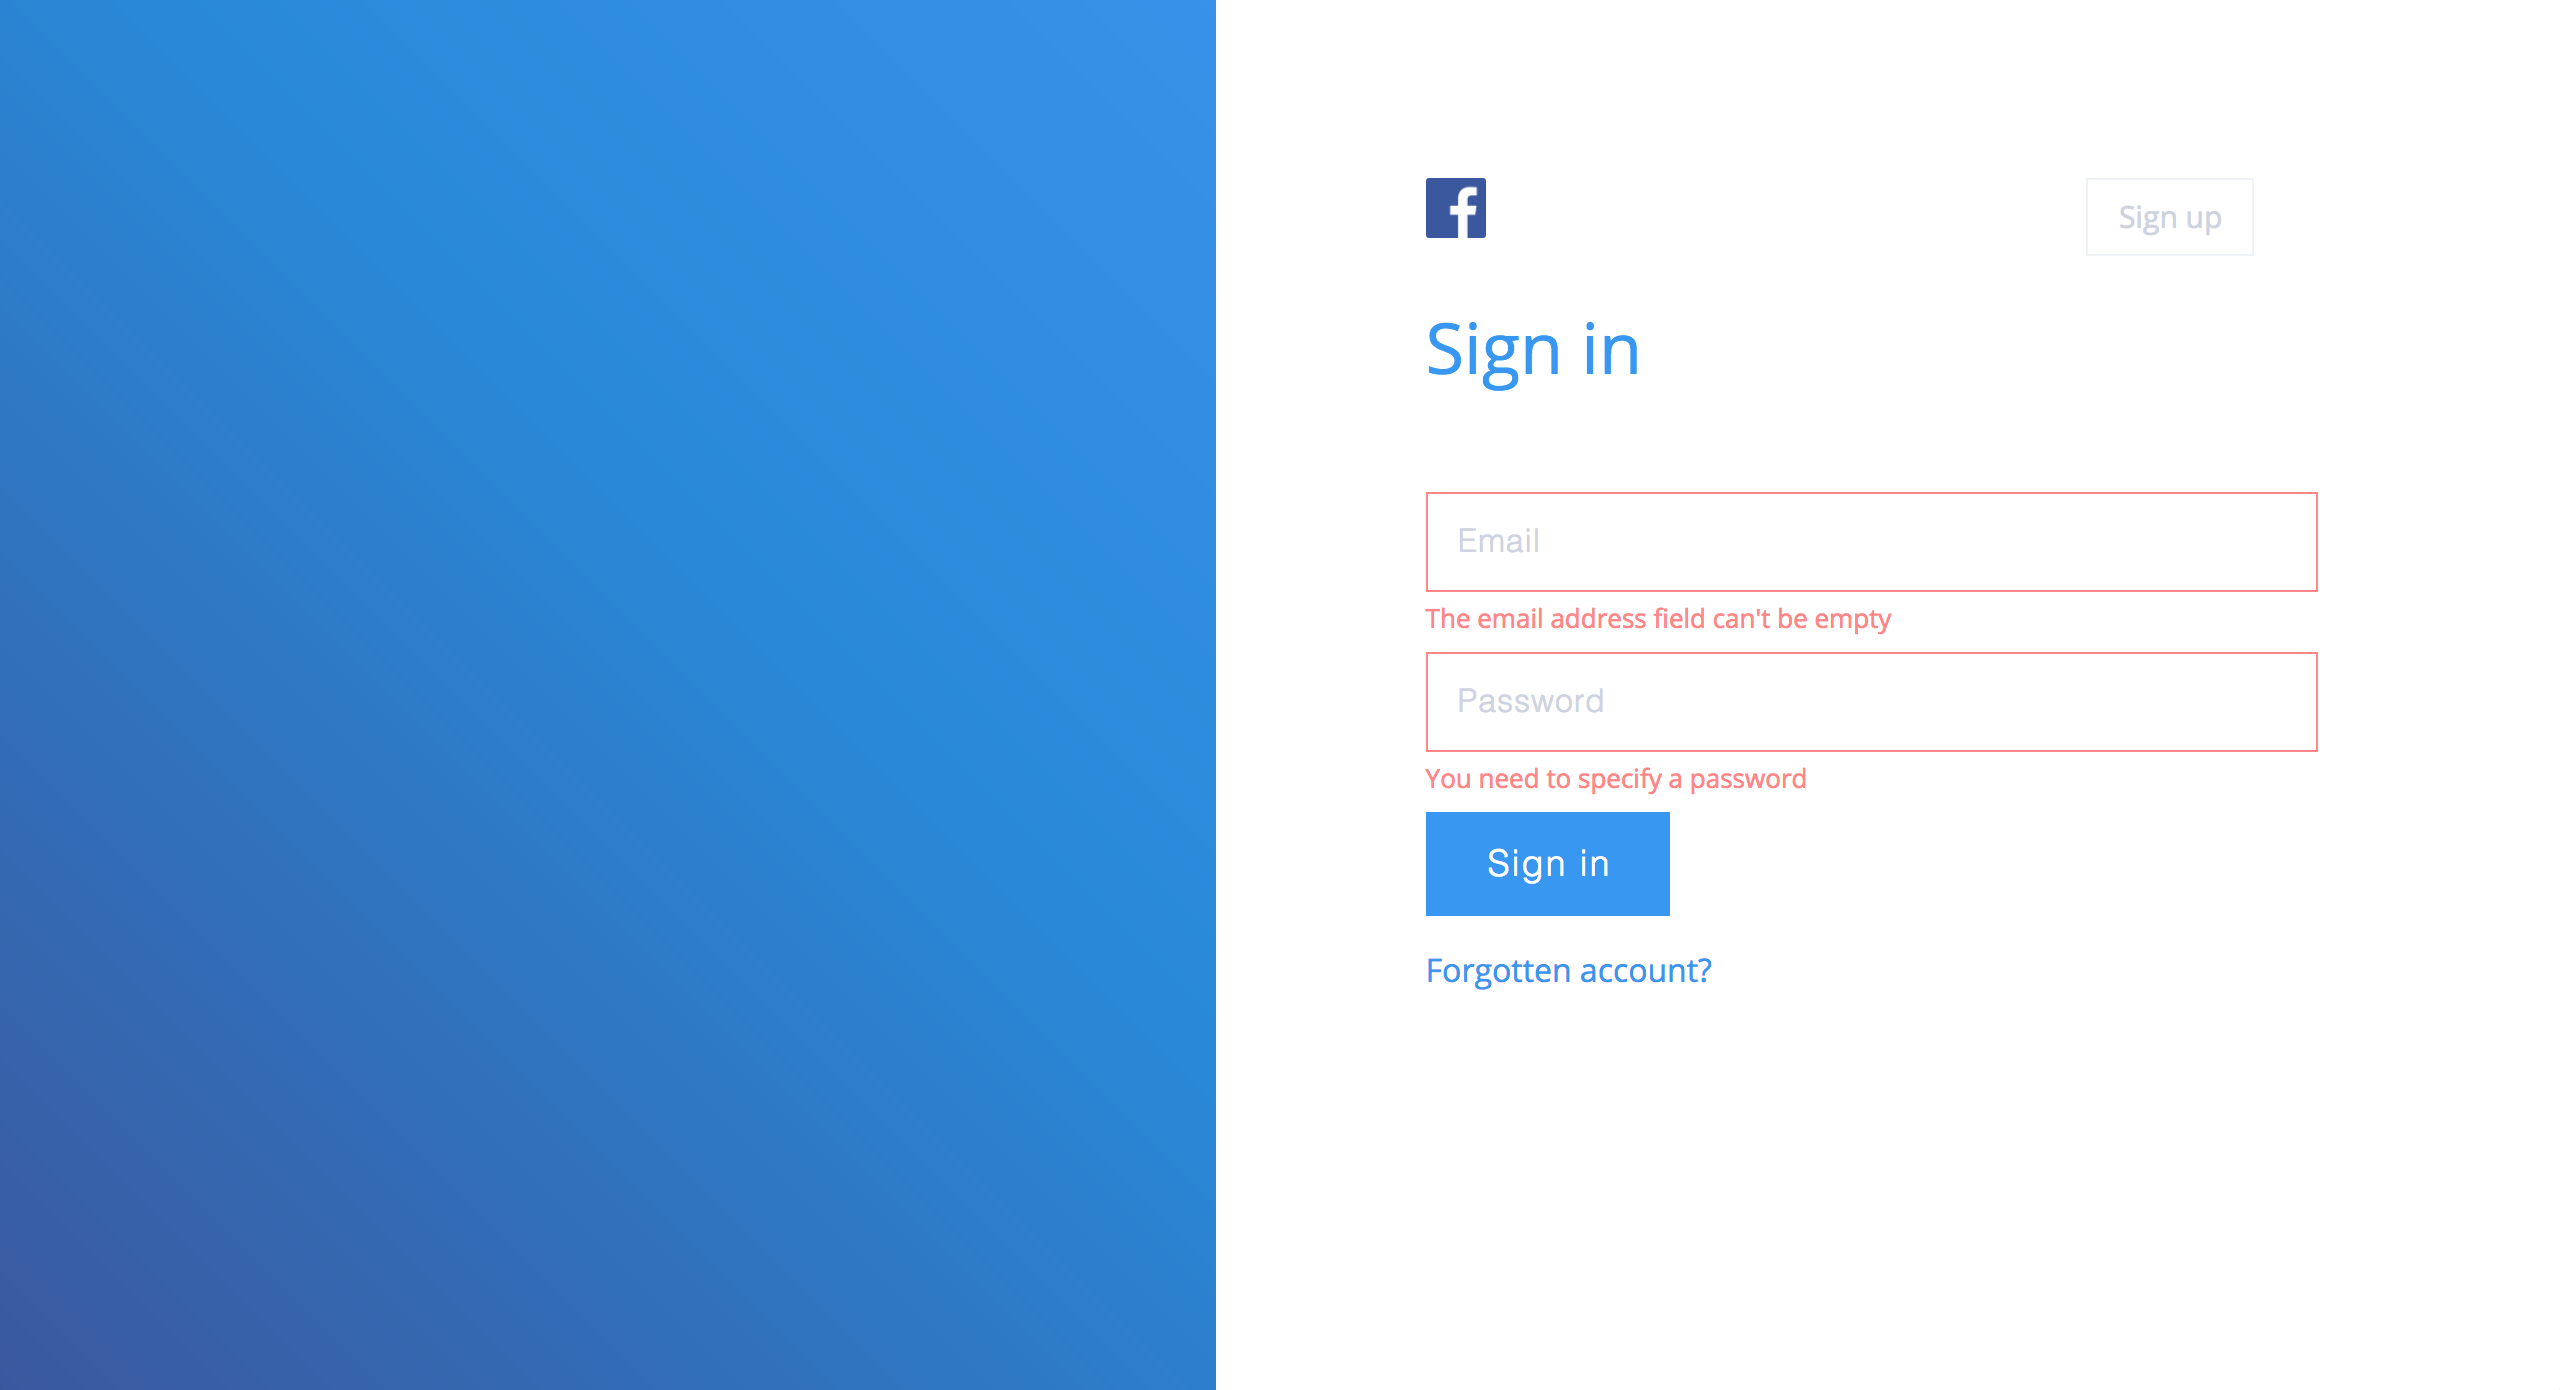 Sign up
Sign in
Email
The email address field can't be empty
Password
You need to specify a password
Sign in
Forgotten account?